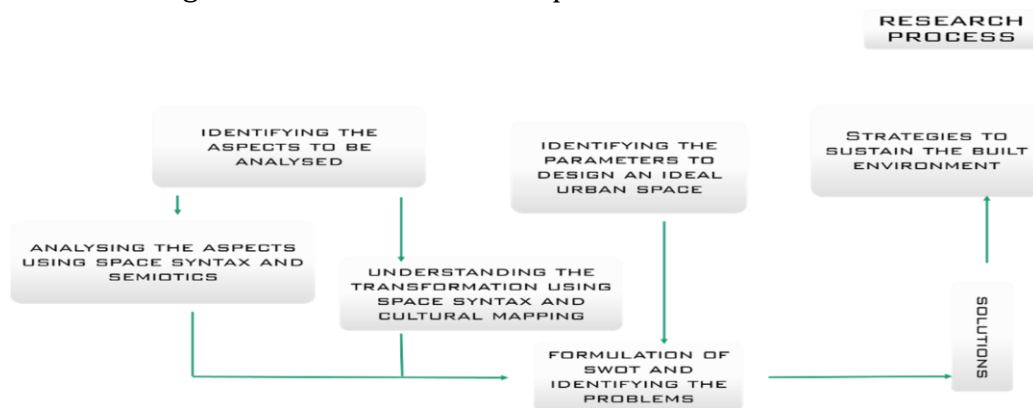 RESEARCH
PROCESS
IDENTIFYING THE
ASPECTS TO BE
ANALYSED
IDENTIFYING THE
PARAMETERS TO
DESIGN AN IDEAL
URBAN SPACE
STRATEGIES TO
SUSTAIN THE BUILT
ENVIRONMENT
ANALYSING THE ASPECTS
USING SPACE SYNTAX AND
SEMIOTICS
UNDERSTANDING THE
TRANSFORMATION USING
SPACE SYNTAX AND
CULTURAL MAPPING
FORMULATION OF
SWOT AND
IDENTIFYING THE
PROBLEMS
SOLUTIONS